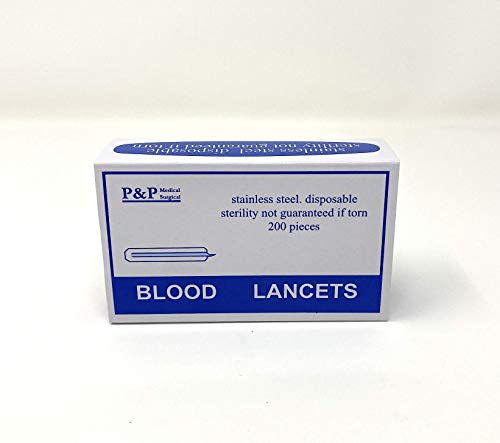 stainless steel. disposable
sterility not guaranteed if torn
P&P Medical
Surgical
stainless steel. disposable
sterility not guaranteed if torn
200 pieces
BLOOD LANCETS